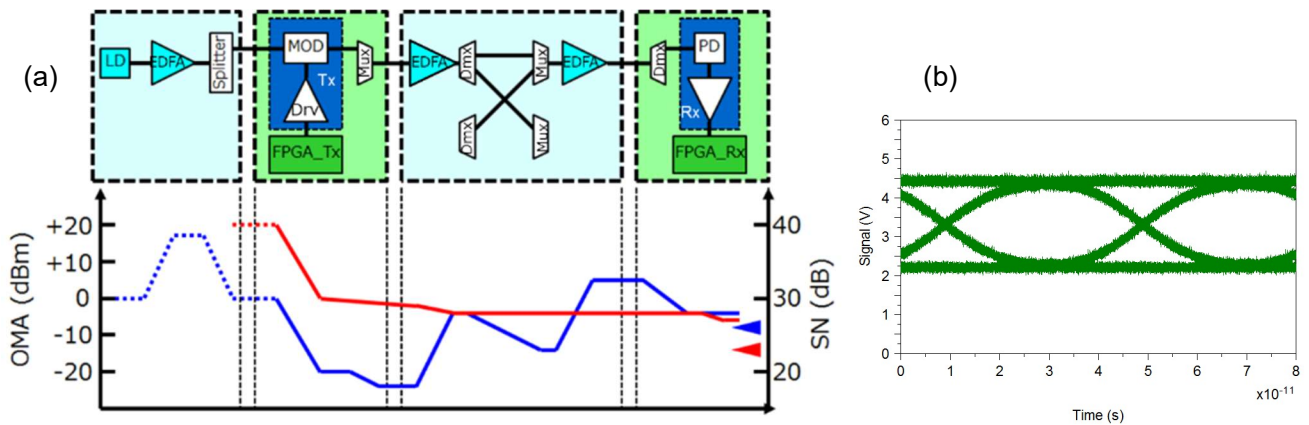 (a)
LD
EDFA
Splitter
MOD
Tx
Drv
FPGA_Tx
Mux
EDFA
Dmx
Mux
EDFA
Dmx
Mux
Dmx
PD
Rx
FPGA_Rx
OMA (dBm)
+20
+10
0
-10
-20
40
30
20
SN (dB)
(b)
Signal (V)
6
5
4
3
2
1
0
0 1 2 3 4 5 6 7 8
x10⁻¹¹
Time (s)